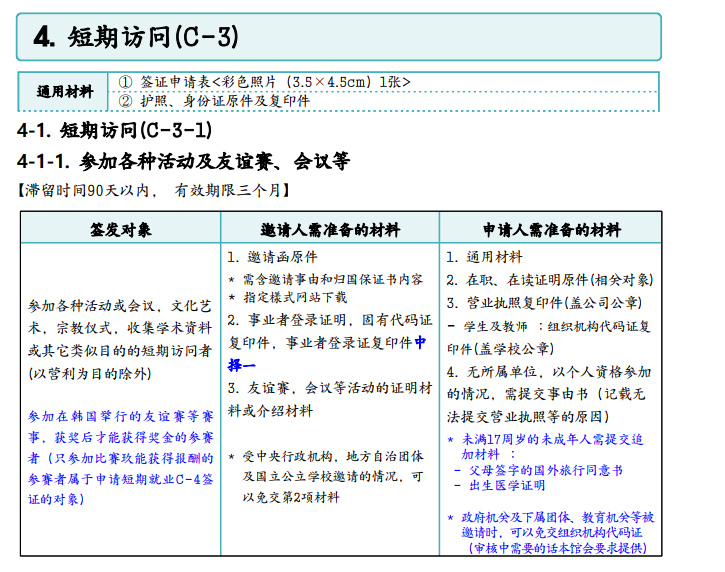 4. 短期访问(C-3)
通用材料
① 签证申请表<彩色照片 (3.5×4.5cm) 1张>
② 护照、身份证原件及复印件
4-1. 短期访问(C-3-1)
4-1-1. 参加各种活动及友谊赛、会议等
【滞留时间90天以内, 有效期限三个月】
签发对象
参加各种活动或会议，文化艺
术，宗教仪式，收集学术资料
或其它类似目的的短期访问者
(以营利为目的除外)
参加在韩国举行的友谊赛等赛
事，获奖后才能获得奖金的参赛
者（只参加比赛玖能获得报酬的
参赛者属于申请短期就业C-4签
证的对象）
邀请人需准备的材料
1. 邀请函原件
* 需含邀请事由和归国保证书内容
* 指定樣式网站下载
2. 事业者登录证明，固有代码证
复印件，事业者登录证复印件中
择一
3. 友谊赛，会议等活动的证明材
料或介绍材料
* 受中央行政机构，地方自治团体
及国立公立学校邀请的情况，可
以免交第2项材料
申请人需准备的材料
1. 通用材料
2. 在职、在读证明原件(相分对象)
3. 营业执照复印件(盖公司公章)
- 学生及教师 ：组织机构代码证复
印件(盖学校公章)
4. 无所属单位，以个人资格参加
的情况，需提交事由书（记载无
法提交营业执照等的原因）
* 未满17周岁的未成年人需提交追
加材料 ：
- 父母签字的国外旅行同意书
- 出生医学证明
* 政府机关及下属团体、教育机关等被
邀请时，可以免交组织机构代码证
（审核中需要的话本馆会要求提供）